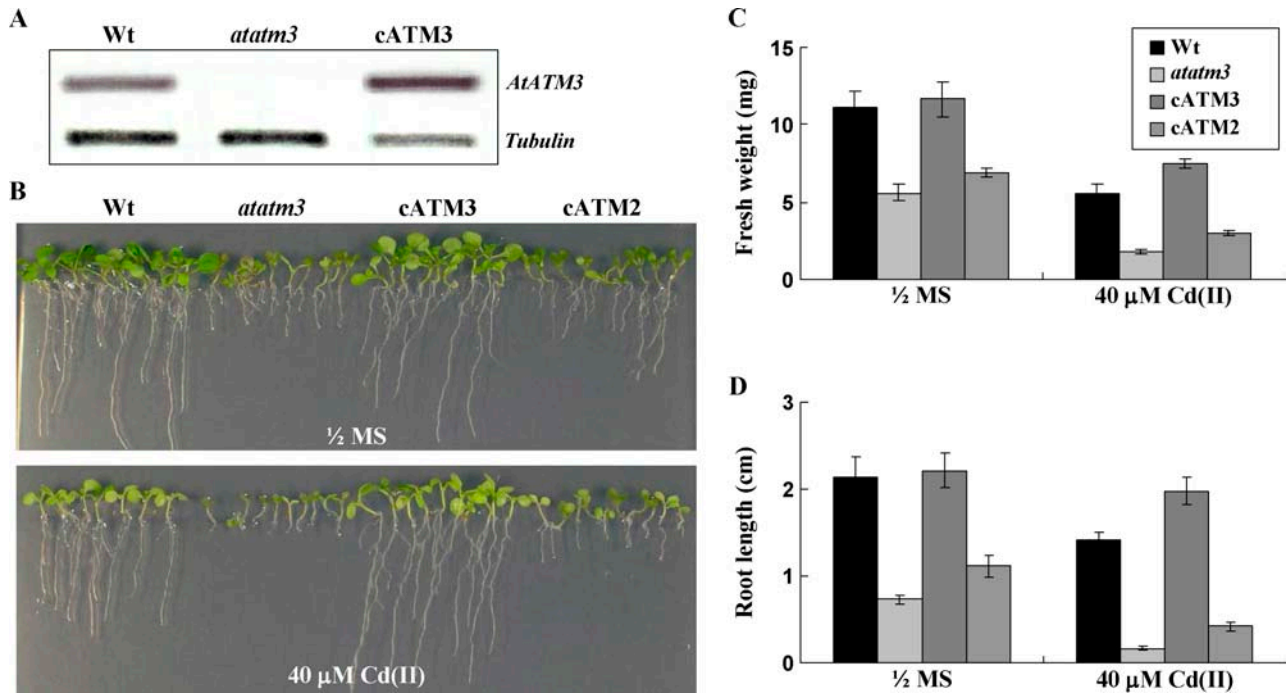 A
Wt atatm3 cATM3
AtATM3
Tubulin
B
Wt atatm3 cATM3 cATM2
½ MS
40 μM Cd(II)
C
Fresh weight (mg)
15
10
5
0
½ MS 40 μM Cd(II)
Wt
atatm3
cATM3
cATM2
D
Root length (cm)
3
2
1
0
½ MS 40 μM Cd(II)